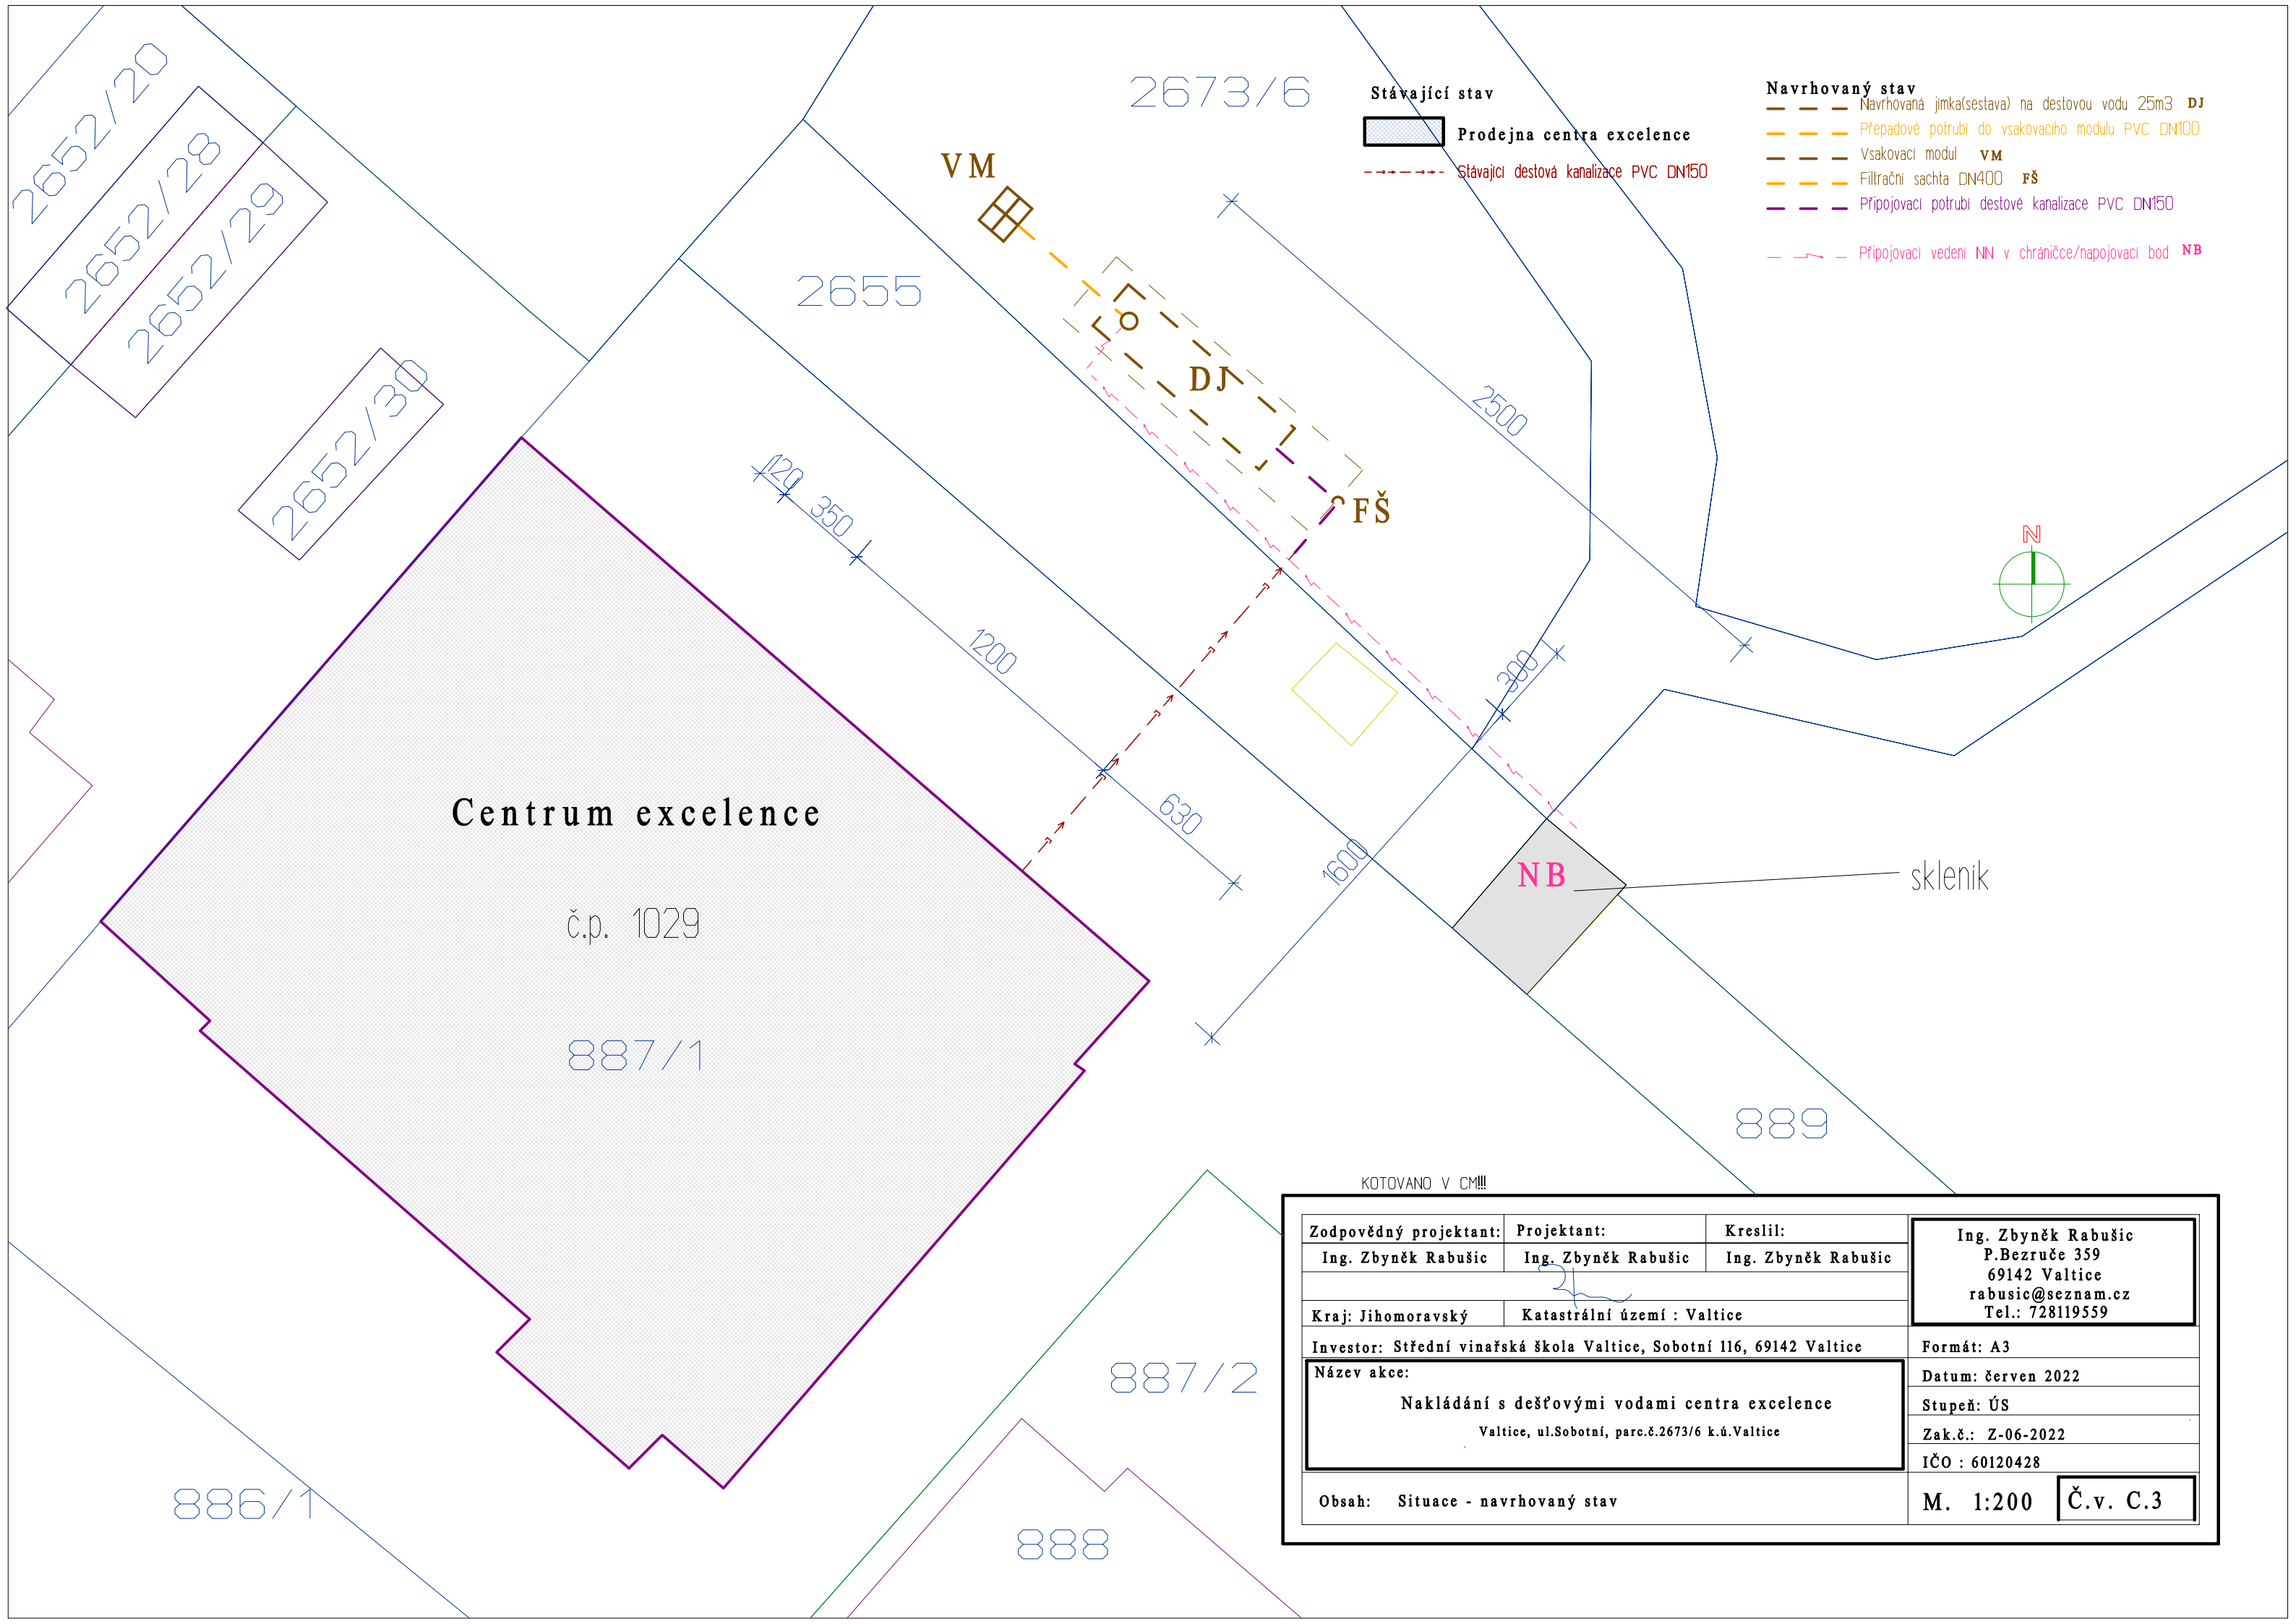 2652/20
2652/28
2652/29
2652/30
2673/6
2655
VM
DJ
FŠ
Stávající stav
Prodejna centra excelence
Stávající destová kanalizace PVC DN150
Navrhovaný stav
Navrhovaná jimka(sestava) na destovou vodu 25m3 DJ
Přepadové potrubí do vsakovacího modulu PVC DN100
Vsakovací modul VM
Filtrační sachta DN400 FŠ
Připojovací potrubí destové kanalizace PVC DN150
Připojovací vedení NN v chráničce/napojovací bod NB
2500
120
350
1200
630
300
1600
N
NB
skleník
Centrum excelence
č.p. 1029
887/1
889
887/2
886/1
888
KOTOVANO V CM!!!
Zodpovědný projektant: Projektant: Kreslil:
Ing. Zbyněk Rabušic Ing. Zbyněk Rabušic Ing. Zbyněk Rabušic
Kraj: Jihomoravský Katastrální území : Valtice
Investor: Střední vinařská škola Valtice, Sobotní 116, 69142 Valtice
Název akce:
Nakládání s dešťovými vodami centra excelence
Valtice, ul.Sobotní, parc.č.2673/6 k.ú.Valtice
Obsah: Situace - navrhovaný stav
Ing. Zbyněk Rabušic
P.Bezruče 359
69142 Valtice
rabusic@seznam.cz
Tel.: 728119559
Formát: A3
Datum: červen 2022
Stupeň: ÚS
Zak.č.: Z-06-2022
IČO : 60120428
M. 1:200
Č.v. C.3